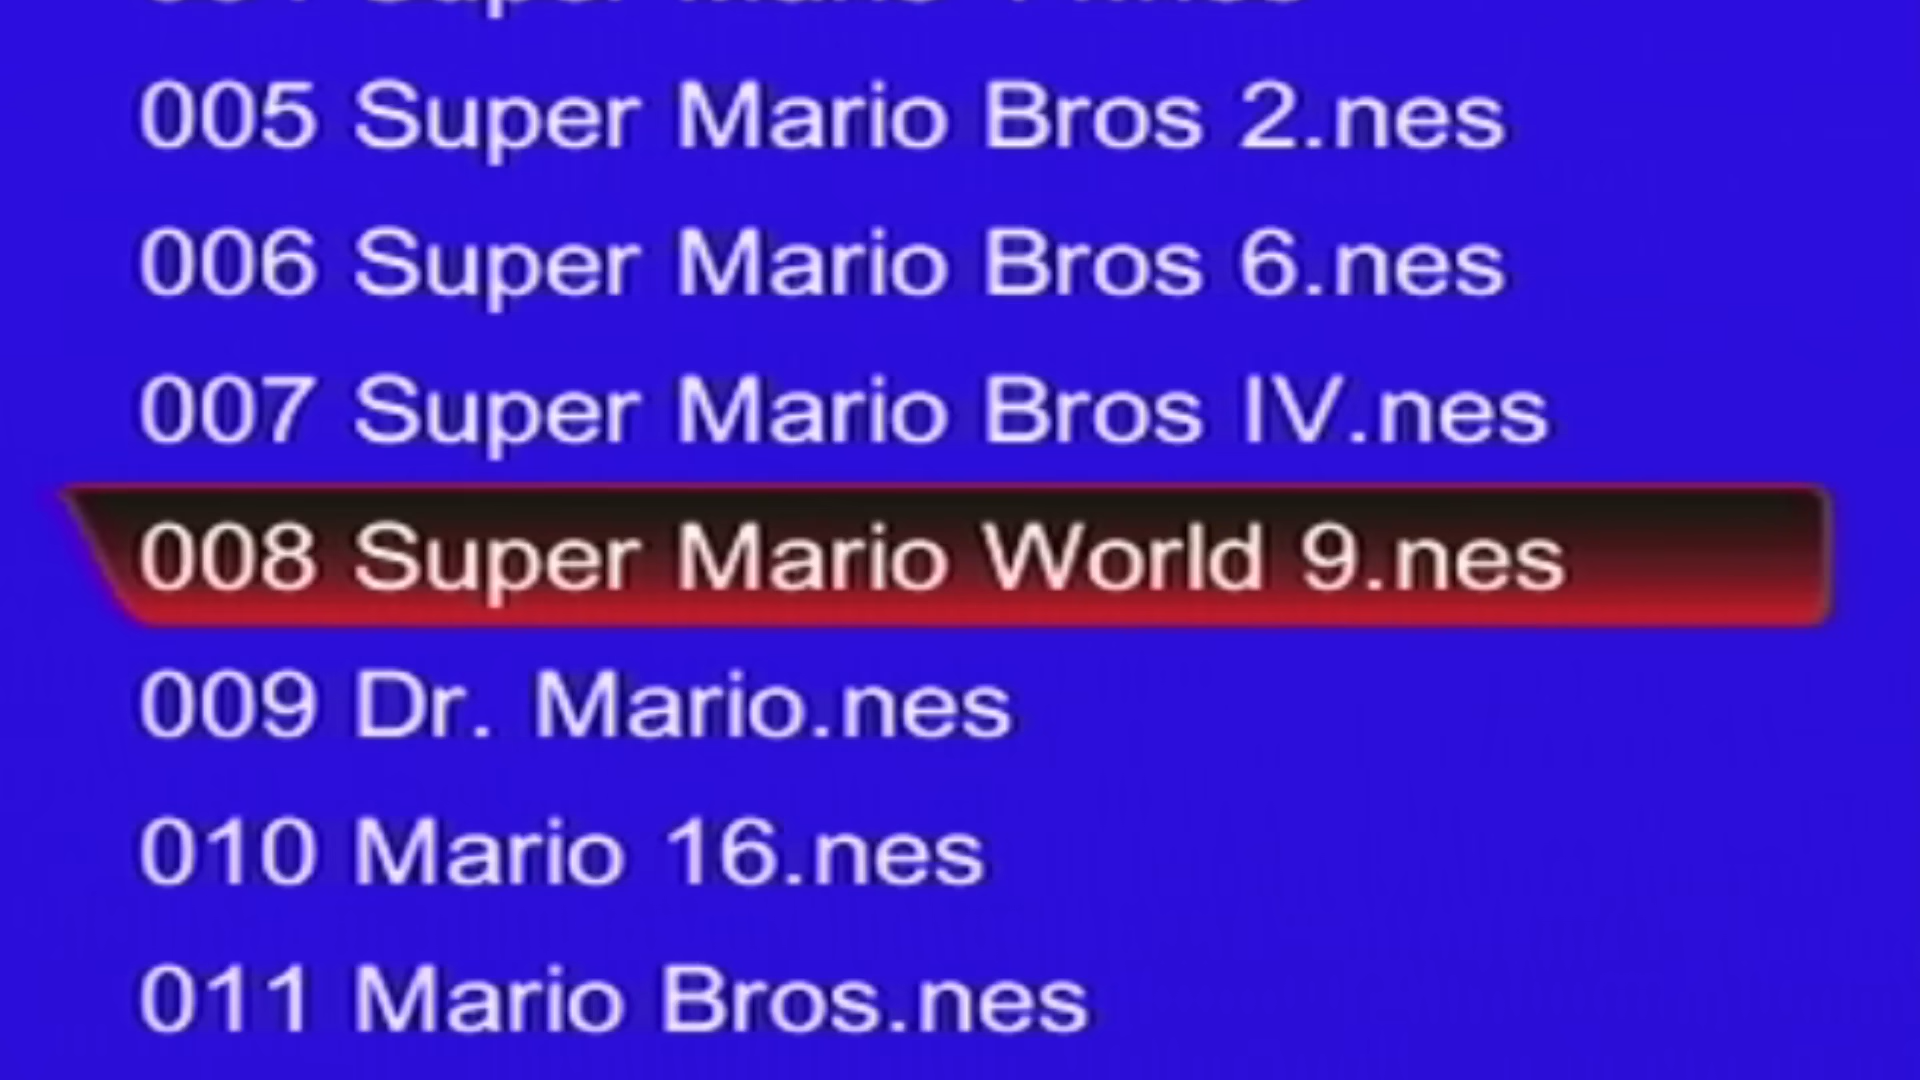 005 Super Mario Bros 2.nes
006 Super Mario Bros 6.nes
007 Super Mario Bros IV.nes
008 Super Mario World 9.nes
009 Dr. Mario.nes
010 Mario 16.nes
011 Mario Bros.nes